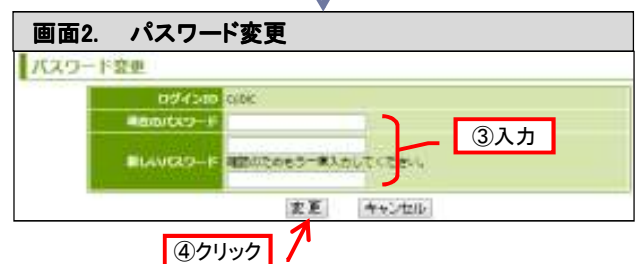 画面2. パスワード変更
パスワード変更
ログインID cubic
現在のパスワード
③入力
新しいパスワード 確認のためもう一度入力してください。
変更 キャンセル
④クリック